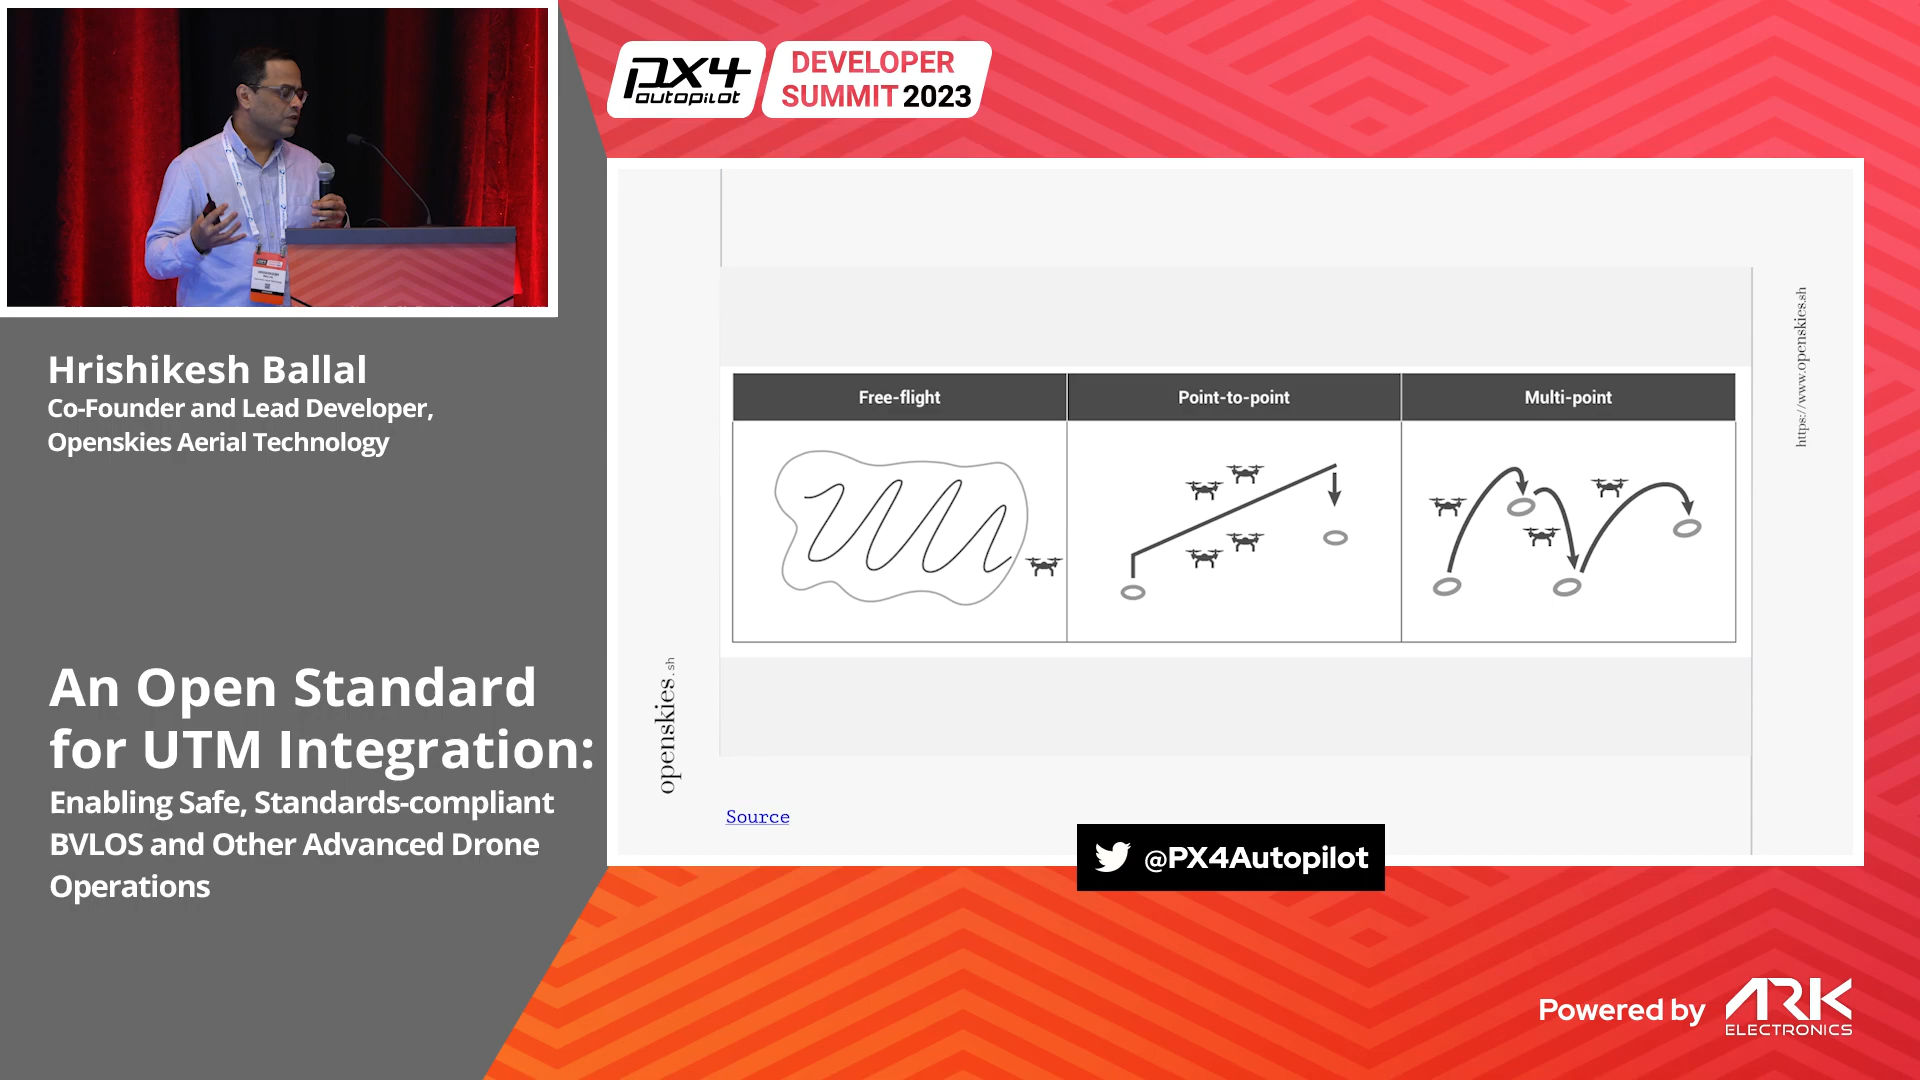 PX4
autopilot
DEVELOPER
SUMMIT 2023
Hrishikesh Ballal
Co-Founder and Lead Developer,
Openskies Aerial Technology
An Open Standard
for UTM Integration:
Enabling Safe, Standards-compliant
BVLOS and Other Advanced Drone
Operations
Free-flight
Point-to-point
Multi-point
https://www.openskies.sh
openskies.sh
Source
@PX4Autopilot
Powered by
ARK
ELECTRONICS